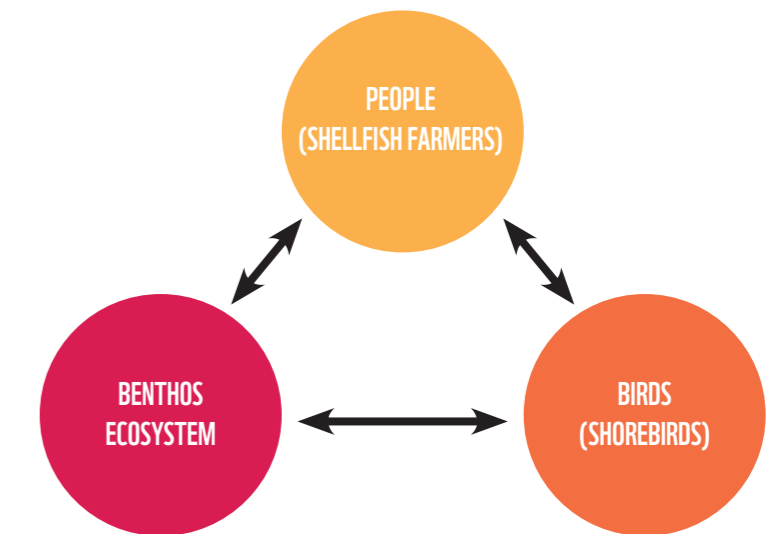 PEOPLE
(SHELLFISH FARMERS)
BENTHOS
ECOSYSTEM
BIRDS
(SHOREBIRDS)